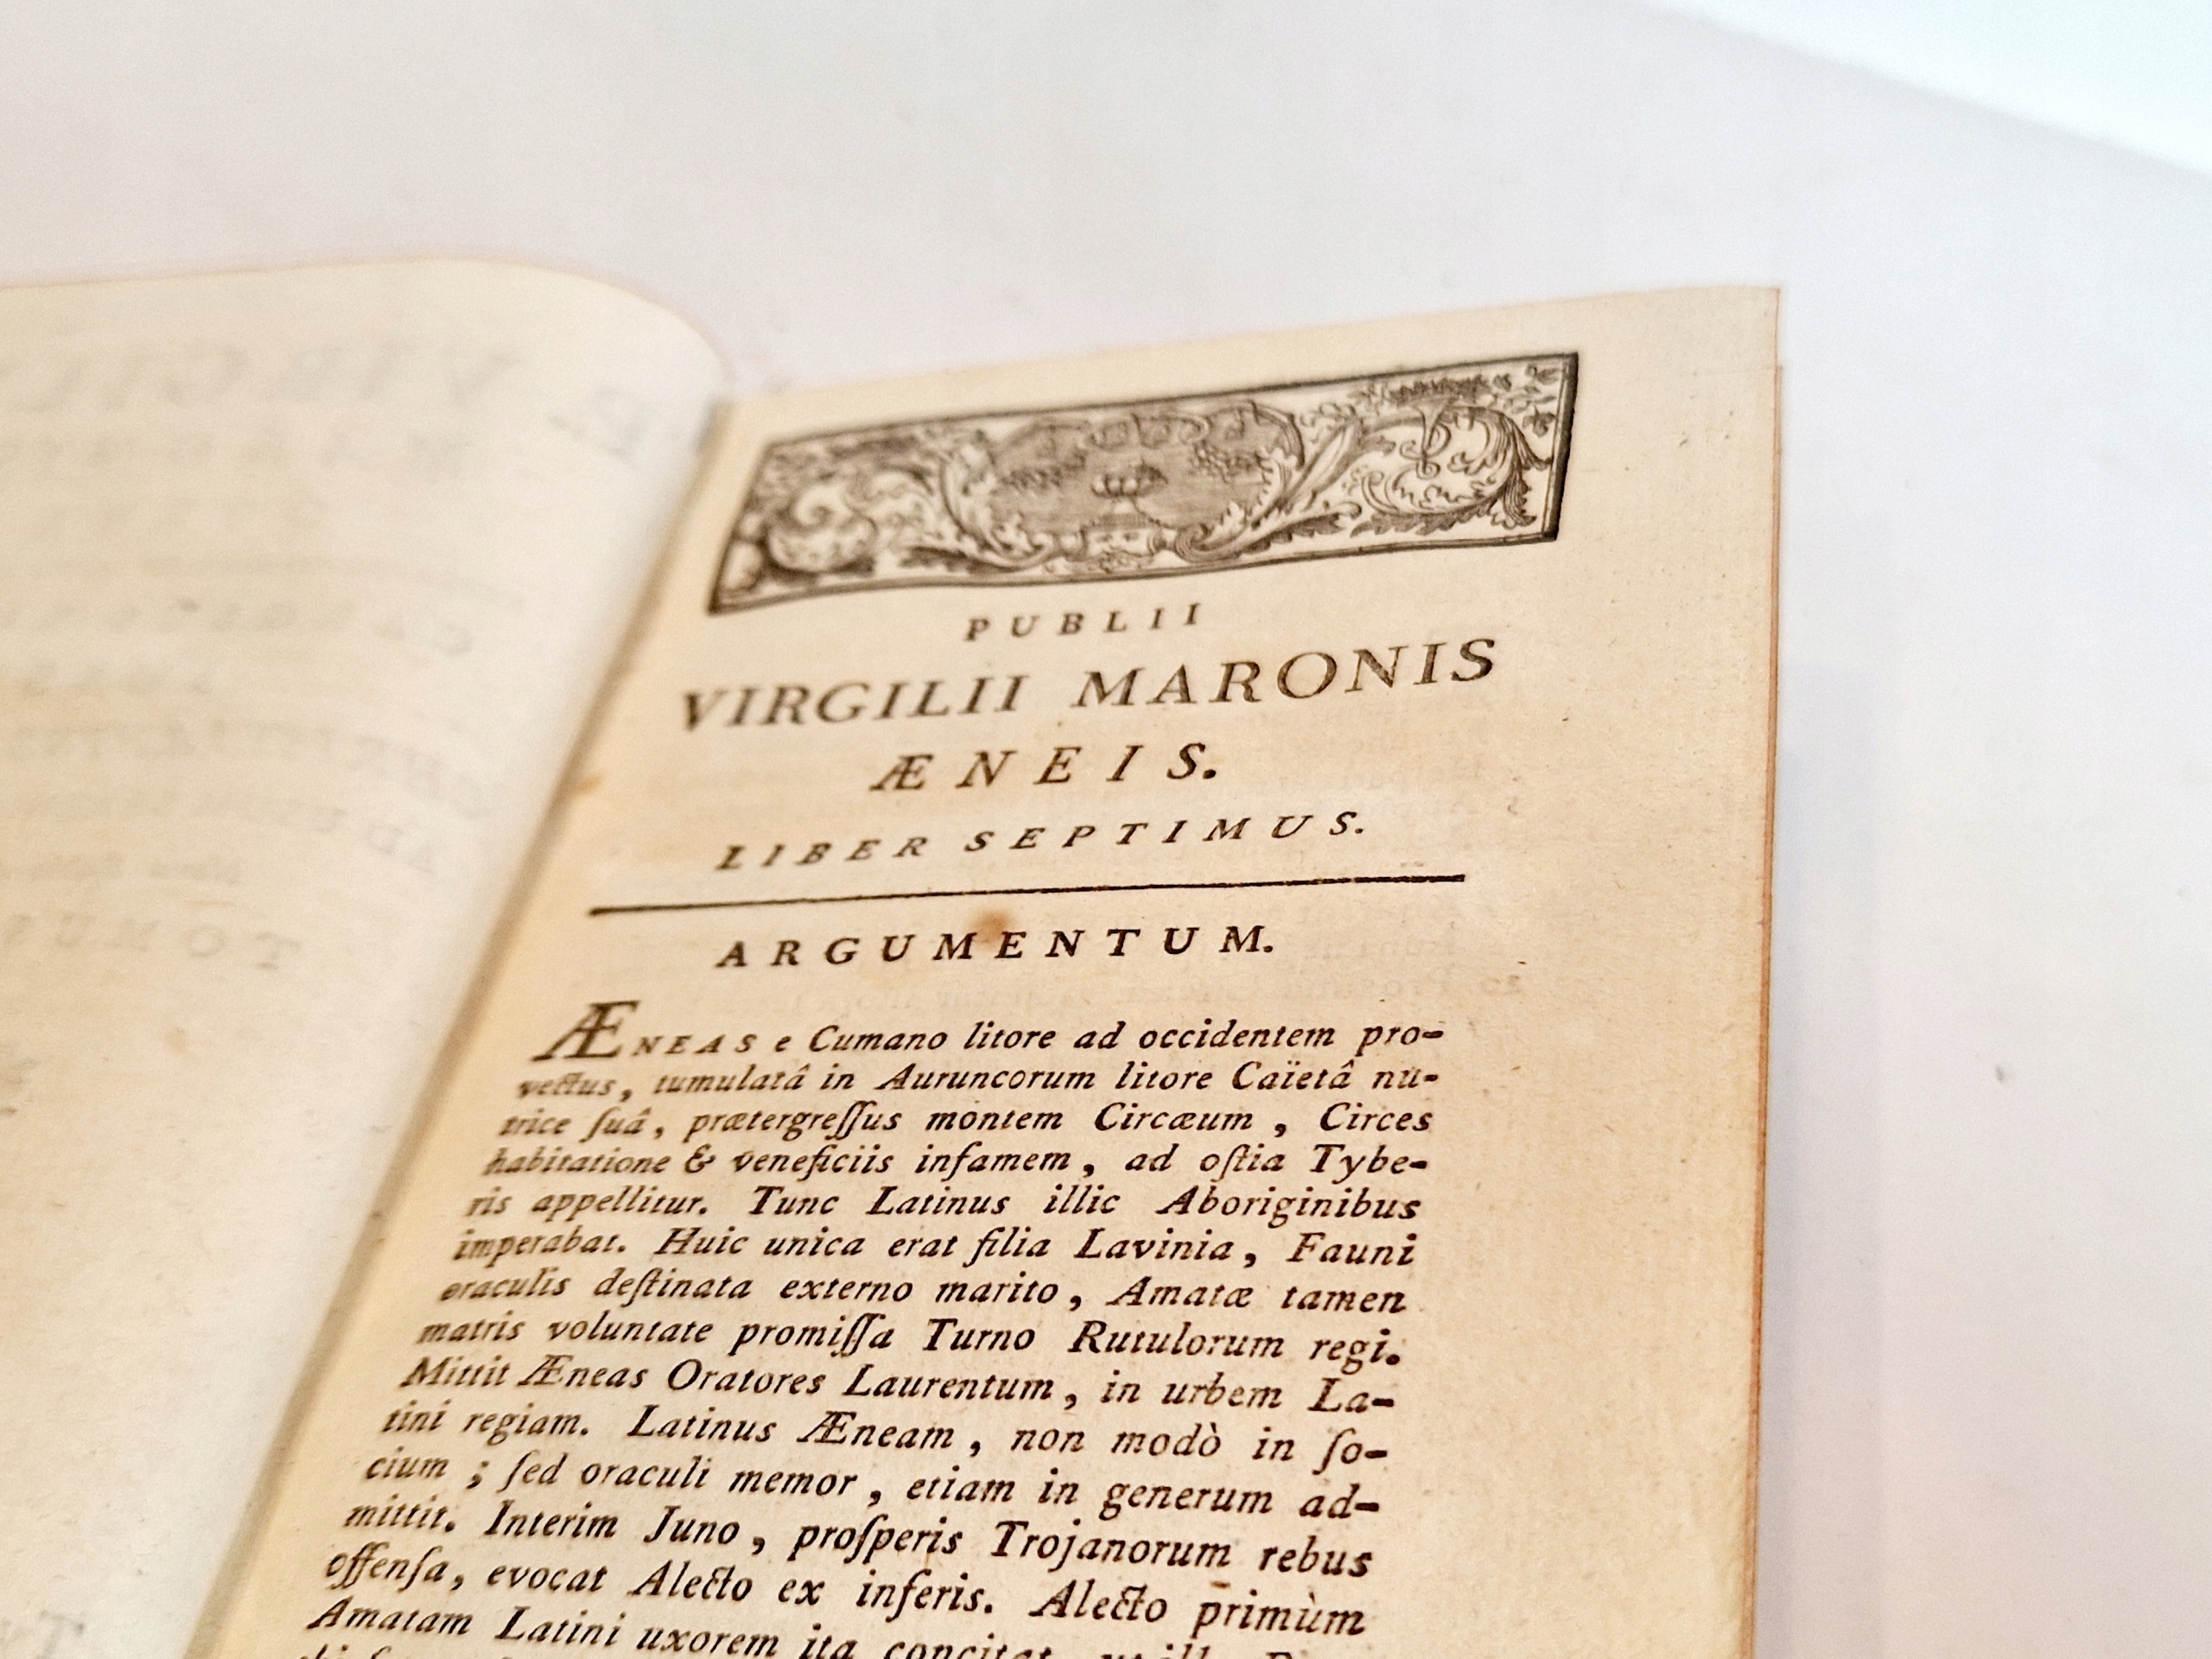 PUBLII
VIRGILII MARONIS
ÆNEIS.
LIBER SEPTIMUS.
ARGUMENTUM.
ÆNEAS e Cumano litore ad occidentem pro-
vectus, tumulatâ in Auruncorum litore Caïetâ nu-
trice ſuâ, prætergreſſus montem Circæum, Circes
habitatione & veneficiis infamem, ad oſtia Tybe-
ris appellitur. Tunc Latinus illic Aboriginibus
imperabat. Huic unica erat filia Lavinia, Fauni
oraculis deſtinata externo marito, Amatæ tamen
matris voluntate promiſſa Turno Rutulorum regi.
Mittit Æneas Oratores Laurentum, in urbem La-
tini regiam. Latinus Æneam, non modò in ſo-
cium; ſed oraculi memor, etiam in generum ad-
mittit. Interim Juno, proſperis Trojanorum rebus
offenſa, evocat Alecto ex inferis. Alecto primùm
Amatam Latini uxorem ita concitat